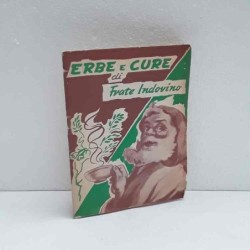 ERBE E CURE
di
Frate Indovino